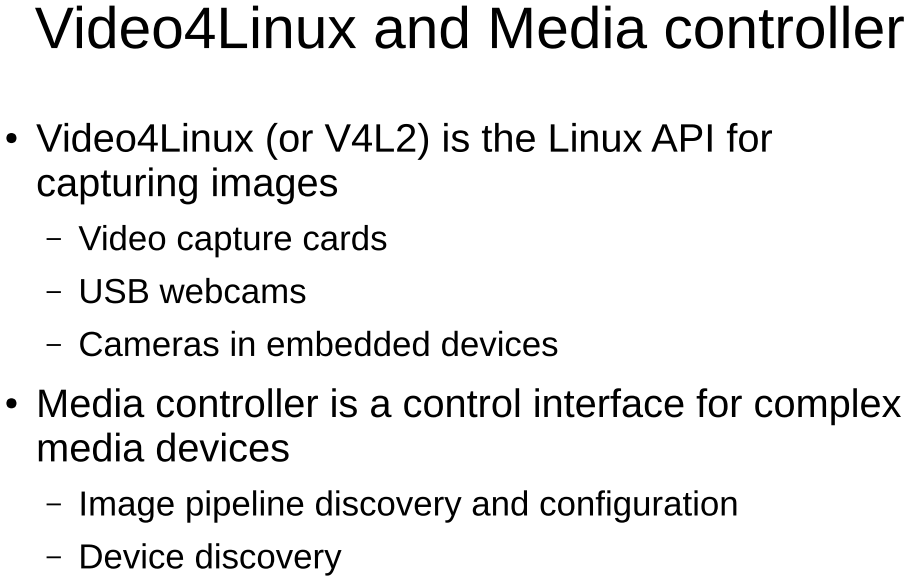 Video4Linux and Media controller
• Video4Linux (or V4L2) is the Linux API for
capturing images
– Video capture cards
– USB webcams
– Cameras in embedded devices
• Media controller is a control interface for complex
media devices
– Image pipeline discovery and configuration
– Device discovery